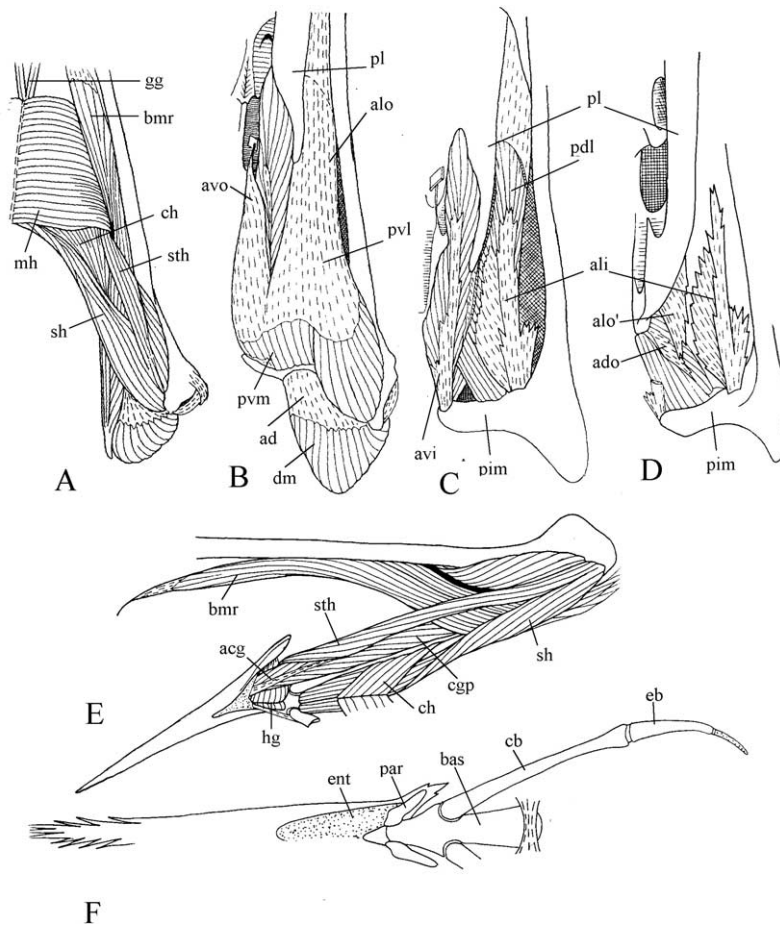 gg
bmr
ch
sth
mh
sh
A
pl
alo
avo
pvl
pvm
ad
dm
B
pl
pdl
ali
avi
pim
C
pl
ali
alo'
ado
pim
D
bmr
sth
acg
sh
cgp
ch
hg
E
eb
cb
bas
par
ent
F